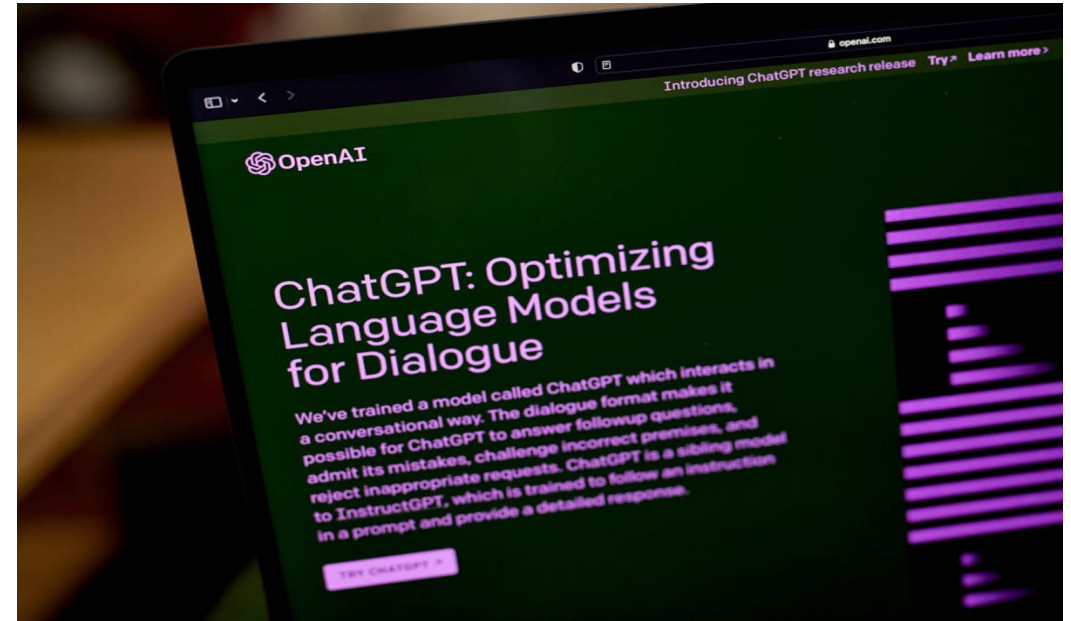 openai.com
Introducing ChatGPT research release Try↗ Learn more>
OpenAI
ChatGPT: Optimizing
Language Models
for Dialogue
We've trained a model called ChatGPT which interacts in
a conversational way. The dialogue format makes it
possible for ChatGPT to answer followup questions,
admit its mistakes, challenge incorrect premises, and
reject inappropriate requests. ChatGPT is a sibling model
to InstructGPT, which is trained to follow an instruction
in a prompt and provide a detailed response.
TRY CHATGPT ↗